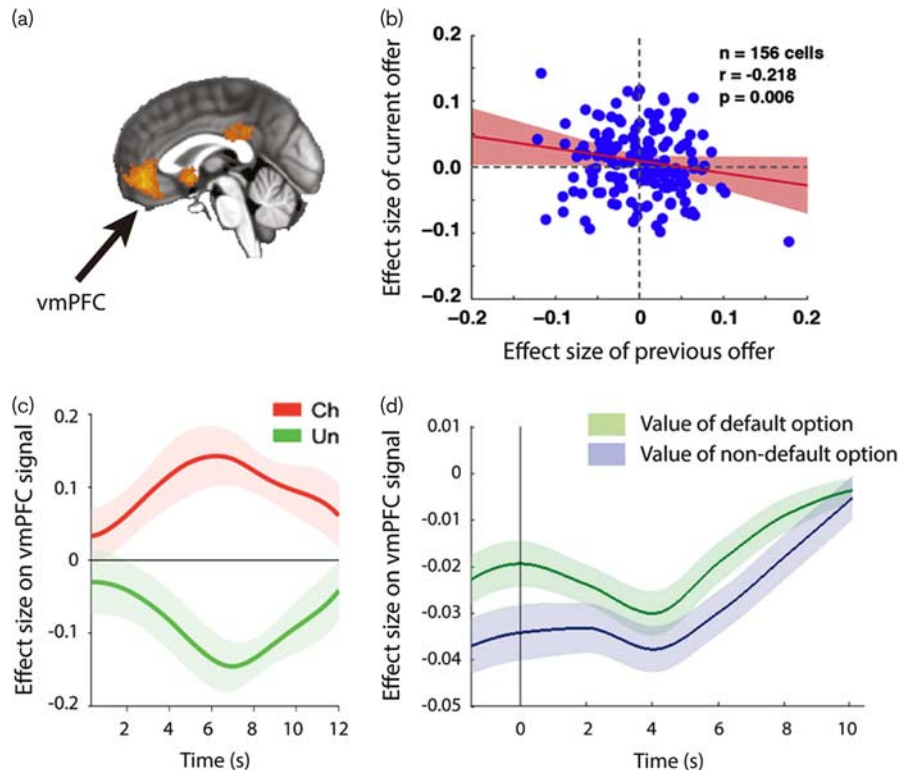 (a)
vmPFC
(b)
Effect size of current offer
0.2
0.1
0.0
-0.1
-0.2
n = 156 cells
r = -0.218
p = 0.006
-0.2
-0.1
0
0.1
0.2
Effect size of previous offer
(c)
Effect size on vmPFC signal
0.2
0.1
0
-0.1
-0.2
Ch
Un
2
4
6
8
10
12
Time (s)
(d)
Effect size on vmPFC signal
0.01
0
-0.01
-0.02
-0.03
-0.04
-0.05
Value of default option
Value of non-default option
0
2
4
6
8
10
Time (s)